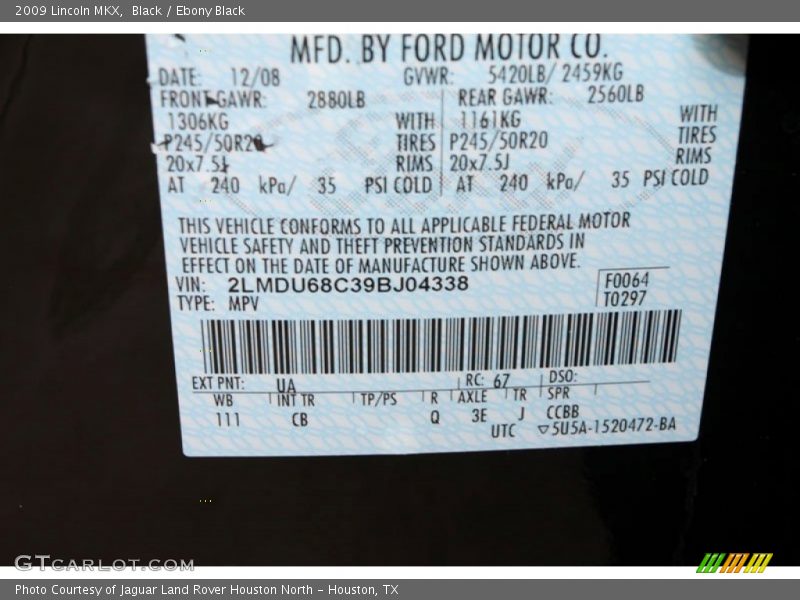 2009 Lincoln MKX, Black / Ebony Black
MFD. BY FORD MOTOR CO.
DATE: 12/08 GVWR: 5420LB/ 2459KG
FRONT GAWR: 2880LB REAR GAWR: 2560LB
1306KG WITH 1161KG WITH
P245/50R20 TIRES P245/50R20 TIRES
20x7.5J RIMS 20x7.5J RIMS
AT 240 kPa/ 35 PSI COLD AT 240 kPa/ 35 PSI COLD
THIS VEHICLE CONFORMS TO ALL APPLICABLE FEDERAL MOTOR
VEHICLE SAFETY AND THEFT PREVENTION STANDARDS IN
EFFECT ON THE DATE OF MANUFACTURE SHOWN ABOVE.
VIN: 2LMDU68C39BJ04338 F0064
TYPE: MPV T0297
EXT PNT: UA RC: 67 DSO:
WB INT TR TP/PS R AXLE TR SPR
111 CB Q 3E J CCBB
UTC ▽5U5A-1520472-BA
GTCARLOT.COM
Photo Courtesy of Jaguar Land Rover Houston North - Houston, TX